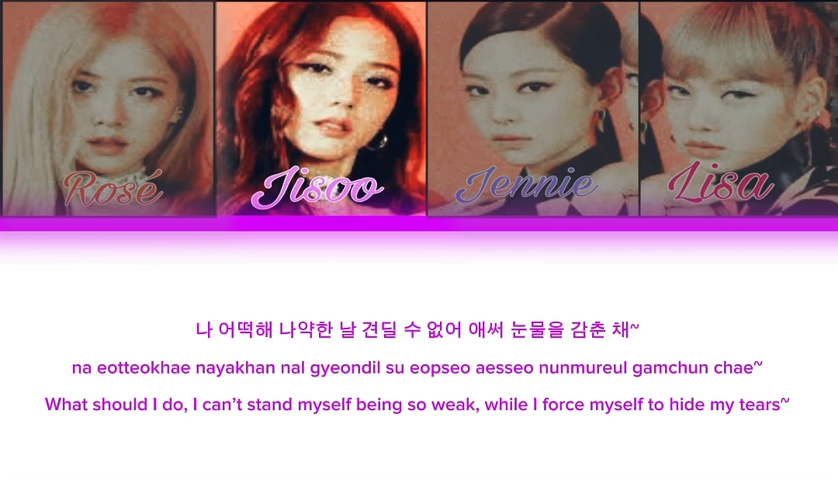 Rosé Jisoo Jennie Lisa
나 어떡해 나약한 날 견딜 수 없어 애써 눈물을 감춘 채~
na eotteokhae nayakhan nal gyeondil su eopseo aesseo nunmureul gamchun chae~
What should I do, I can't stand myself being so weak, while I force myself to hide my tears~